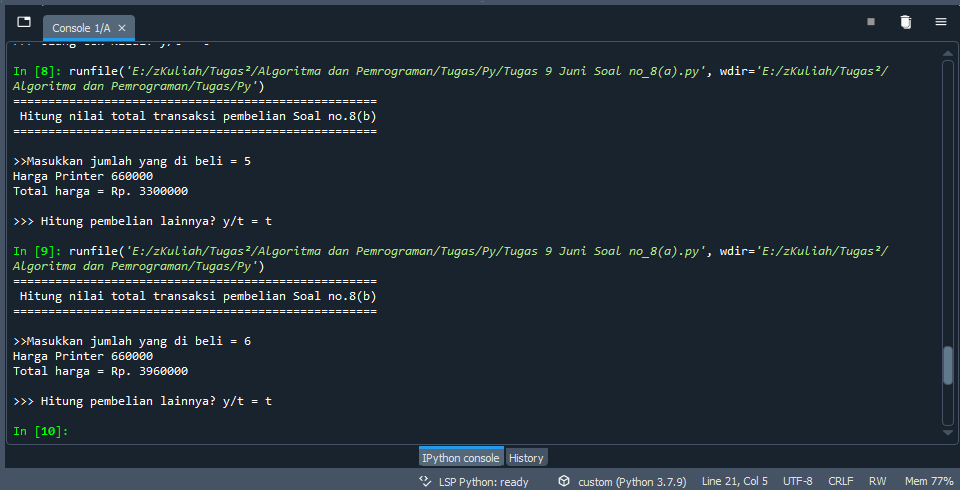 Console 1/A
In [8]: runfile('E:/zKuliah/Tugas²/Algoritma dan Pemrograman/Tugas/Py/Tugas 9 Juni Soal no_8(a).py', wdir='E:/zKuliah/Tugas²/
Algoritma dan Pemrograman/Tugas/Py')
====================================================
Hitung nilai total transaksi pembelian Soal no.8(b)
====================================================
>>Masukkan jumlah yang di beli = 5
Harga Printer 660000
Total harga = Rp. 3300000
>>> Hitung pembelian lainnya? y/t = t
In [9]: runfile('E:/zKuliah/Tugas²/Algoritma dan Pemrograman/Tugas/Py/Tugas 9 Juni Soal no_8(a).py', wdir='E:/zKuliah/Tugas²/
Algoritma dan Pemrograman/Tugas/Py')
====================================================
Hitung nilai total transaksi pembelian Soal no.8(b)
====================================================
>>Masukkan jumlah yang di beli = 6
Harga Printer 660000
Total harga = Rp. 3960000
>>> Hitung pembelian lainnya? y/t = t
In [10]:
IPython console History
LSP Python: ready custom (Python 3.7.9) Line 21, Col 5 UTF-8 CRLF RW Mem 77%